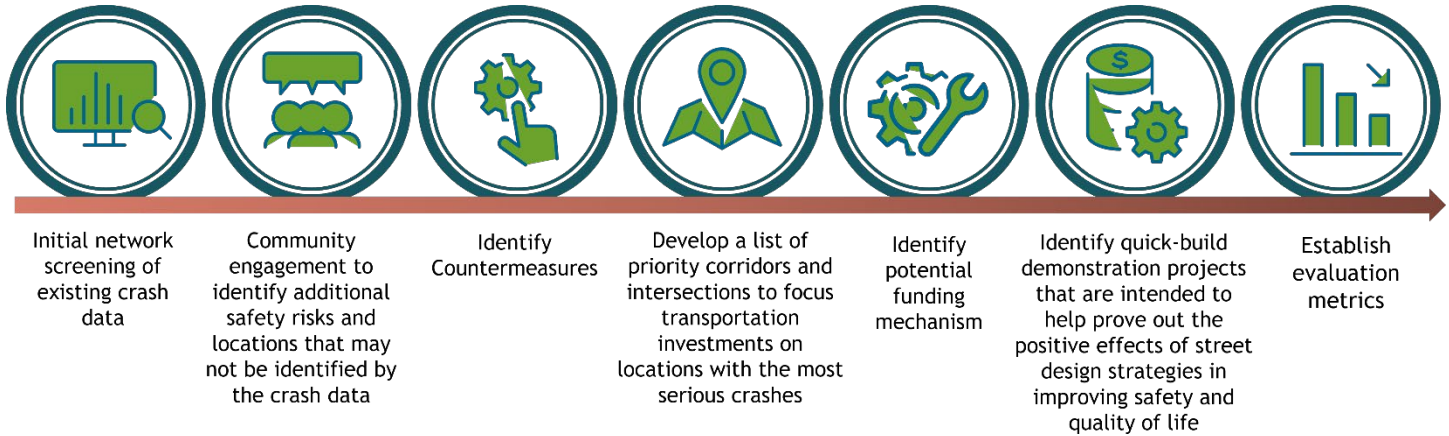 $
Initial network
screening of
existing crash
data
Community
engagement to
identify additional
safety risks and
locations that may
not be identified by
the crash data
Identify
Countermeasures
Develop a list of
priority corridors and
intersections to focus
transportation
investments on
locations with the most
serious crashes
Identify
potential
funding
mechanism
Identify quick-build
demonstration projects
that are intended to
help prove out the
positive effects of street
design strategies in
improving safety and
quality of life
Establish
evaluation
metrics